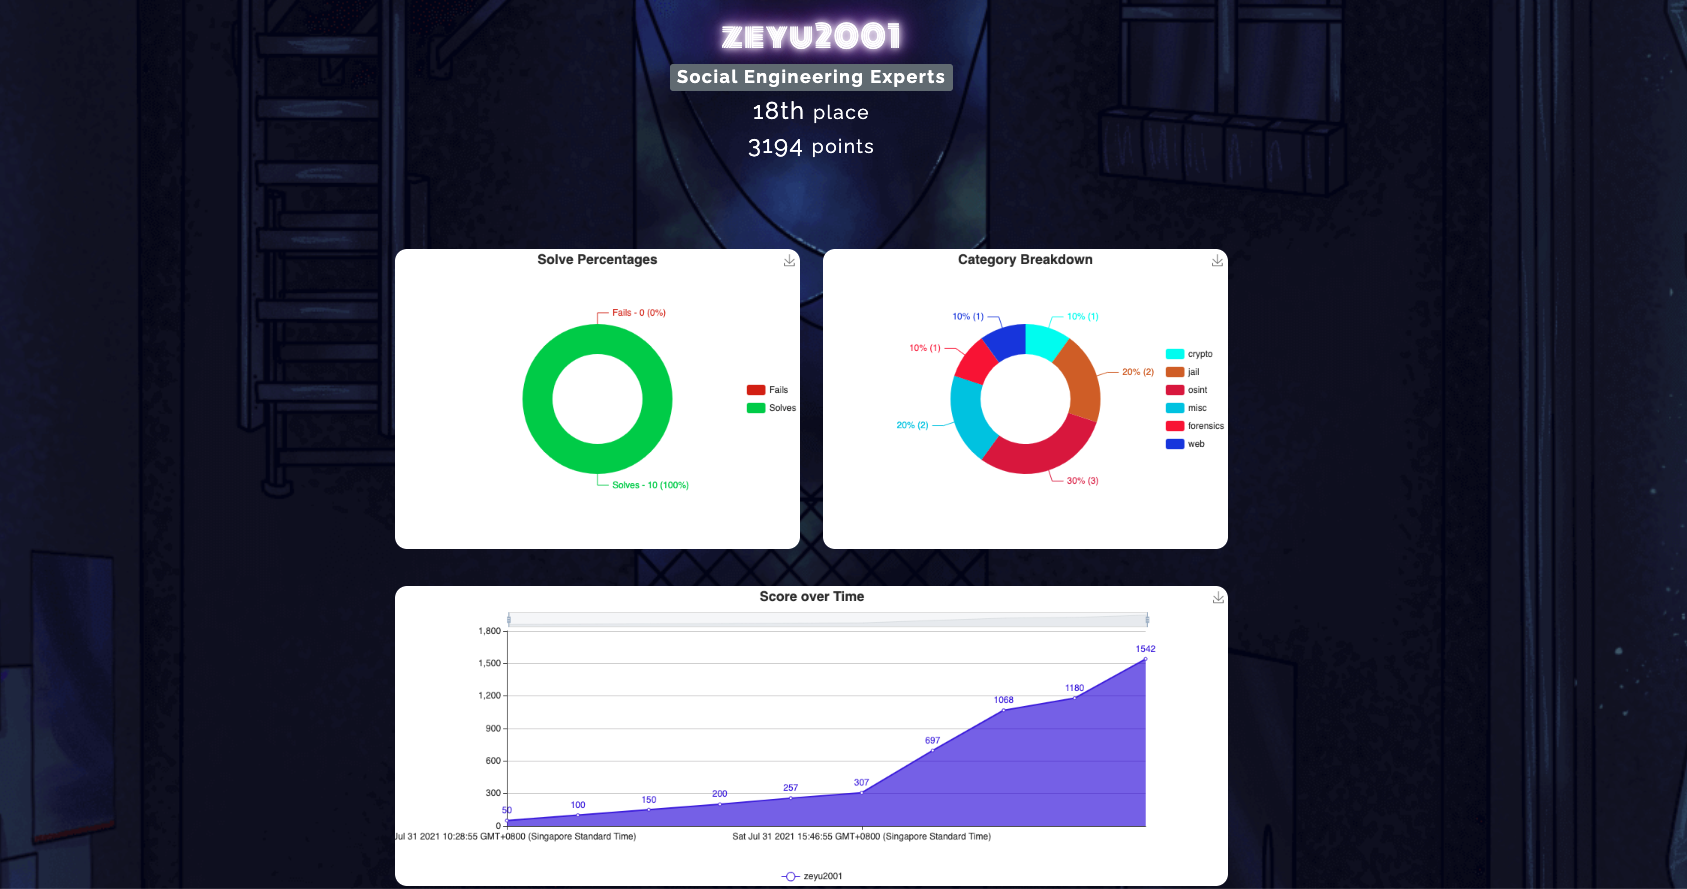 zeyu2001
Social Engineering Experts
18th place
3194 points
Solve Percentages
Fails - 0 (0%)
Solves - 10 (100%)
Fails
Solves
Category Breakdown
10% (1)
10% (1)
10% (1)
20% (2)
20% (2)
30% (3)
crypto
jail
osint
misc
forensics
web
Score over Time
1,800
1,500
1,200
900
600
300
0
50
100
150
200
257
307
697
1068
1180
1542
Jul 31 2021 10:28:55 GMT+0800 (Singapore Standard Time)
Sat Jul 31 2021 15:46:55 GMT+0800 (Singapore Standard Time)
zeyu2001